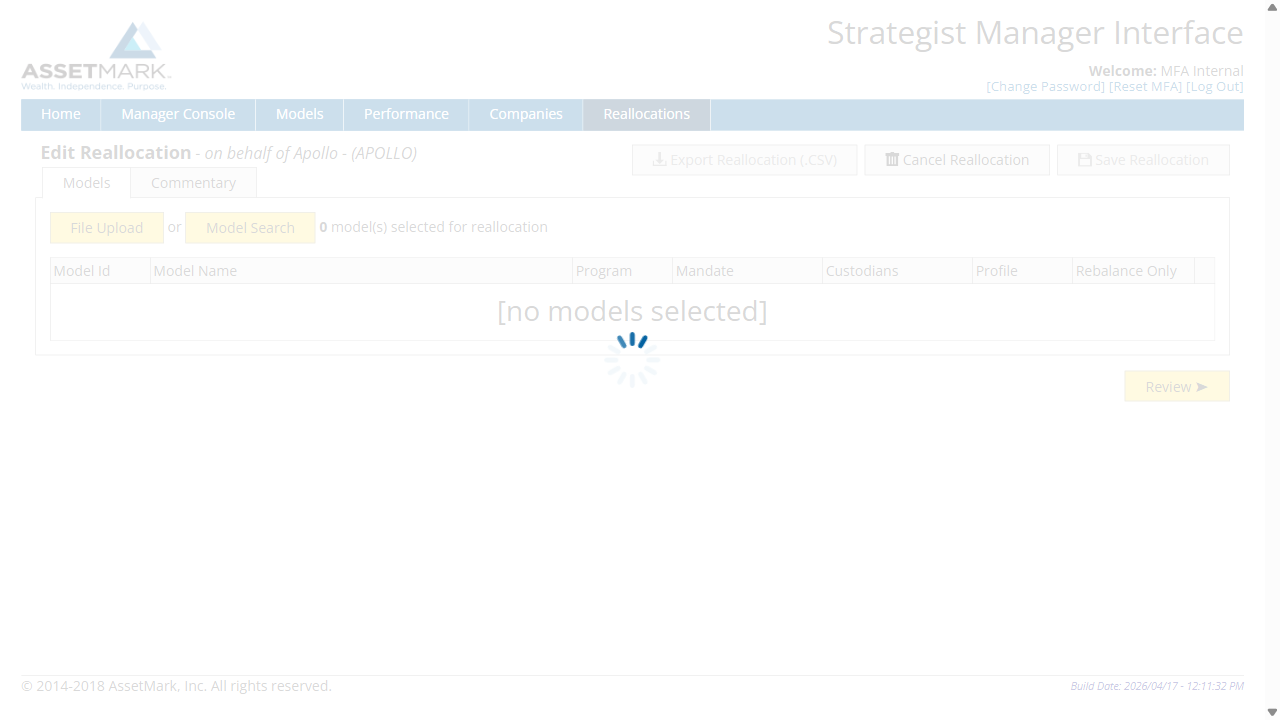 Strategist Manager Interface
ASSETMARK™
Wealth. Independence. Purpose.
Welcome: MFA Internal
[Change Password] [Reset MFA] [Log Out]
Home Manager Console Models Performance Companies Reallocations
Edit Reallocation - on behalf of Apollo - (APOLLO)
Export Reallocation (.CSV) Cancel Reallocation Save Reallocation
Models Commentary
File Upload or Model Search 0 model(s) selected for reallocation
Model Id Model Name Program Mandate Custodians Profile Rebalance Only
[no models selected]
Review ➤
© 2014-2018 AssetMark, Inc. All rights reserved.
Build Date: 2026/04/17 - 12:11:32 PM